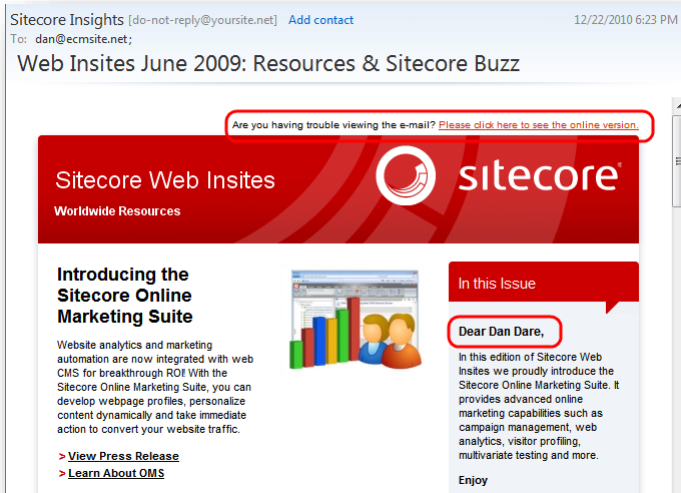 Sitecore Insights [do-not-reply@yoursite.net] Add contact 12/22/2010 6:23 PM
To: dan@ecmsite.net;
Web Insites June 2009: Resources & Sitecore Buzz
Are you having trouble viewing the e-mail? Please click here to see the online version.
Sitecore Web Insites
Worldwide Resources
sitecore®
Introducing the
Sitecore Online
Marketing Suite
Website analytics and marketing
automation are now integrated with web
CMS for breakthrough ROI! With the
Sitecore Online Marketing Suite, you can
develop webpage profiles, personalize
content dynamically and take immediate
action to convert your website traffic.
> View Press Release
> Learn About OMS
In this Issue
Dear Dan Dare,
In this edition of Sitecore Web
Insites we proudly introduce the
Sitecore Online Marketing Suite. It
provides advanced online
marketing capabilities such as
campaign management, web
analytics, visitor profiling,
multivariate testing and more.
Enjoy